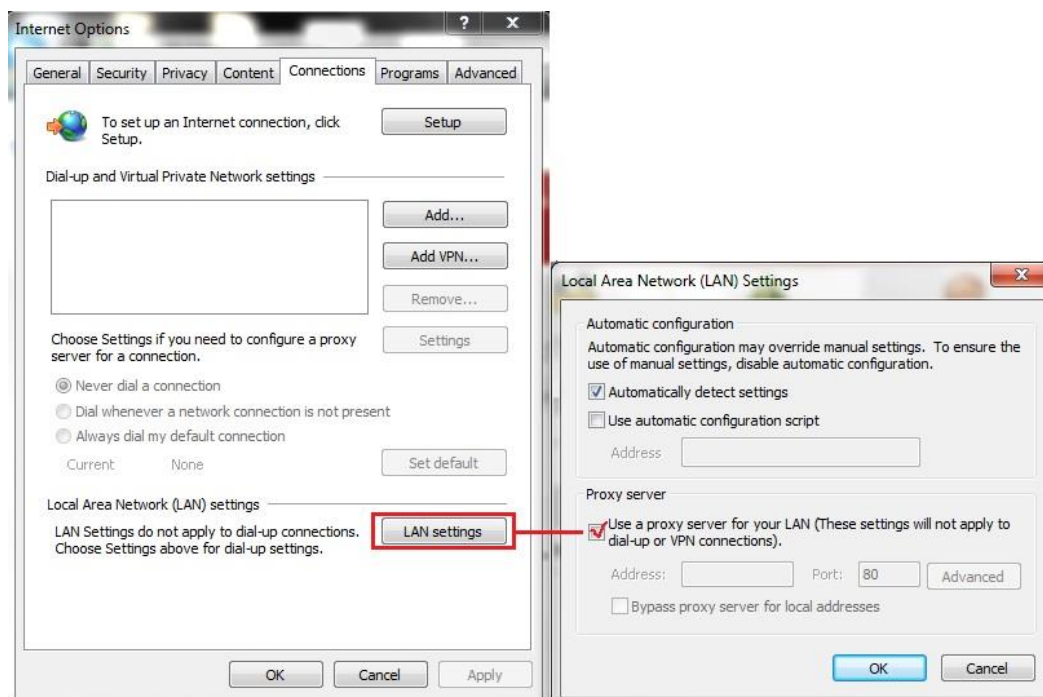 Internet Options
? x
General Security Privacy Content Connections Programs Advanced
To set up an Internet connection, click
Setup.
Setup
Dial-up and Virtual Private Network settings
Add...
Add VPN...
Remove...
Choose Settings if you need to configure a proxy
server for a connection.
Settings
Never dial a connection
Dial whenever a network connection is not present
Always dial my default connection
Current None
Set default
Local Area Network (LAN) settings
LAN Settings do not apply to dial-up connections.
Choose Settings above for dial-up settings.
LAN settings
OK Cancel Apply
Local Area Network (LAN) Settings
x
Automatic configuration
Automatic configuration may override manual settings. To ensure the
use of manual settings, disable automatic configuration.
Automatically detect settings
Use automatic configuration script
Address
Proxy server
Use a proxy server for your LAN (These settings will not apply to
dial-up or VPN connections).
Address: Port: 80 Advanced
Bypass proxy server for local addresses
OK Cancel